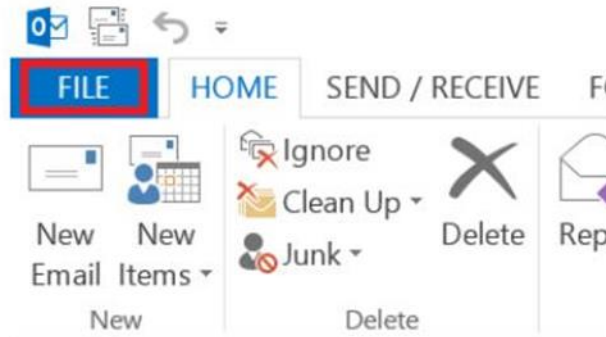 FILE HOME SEND / RECEIVE
Ignore
Clean Up
Junk
New Email
New Items
Delete
New
Delete